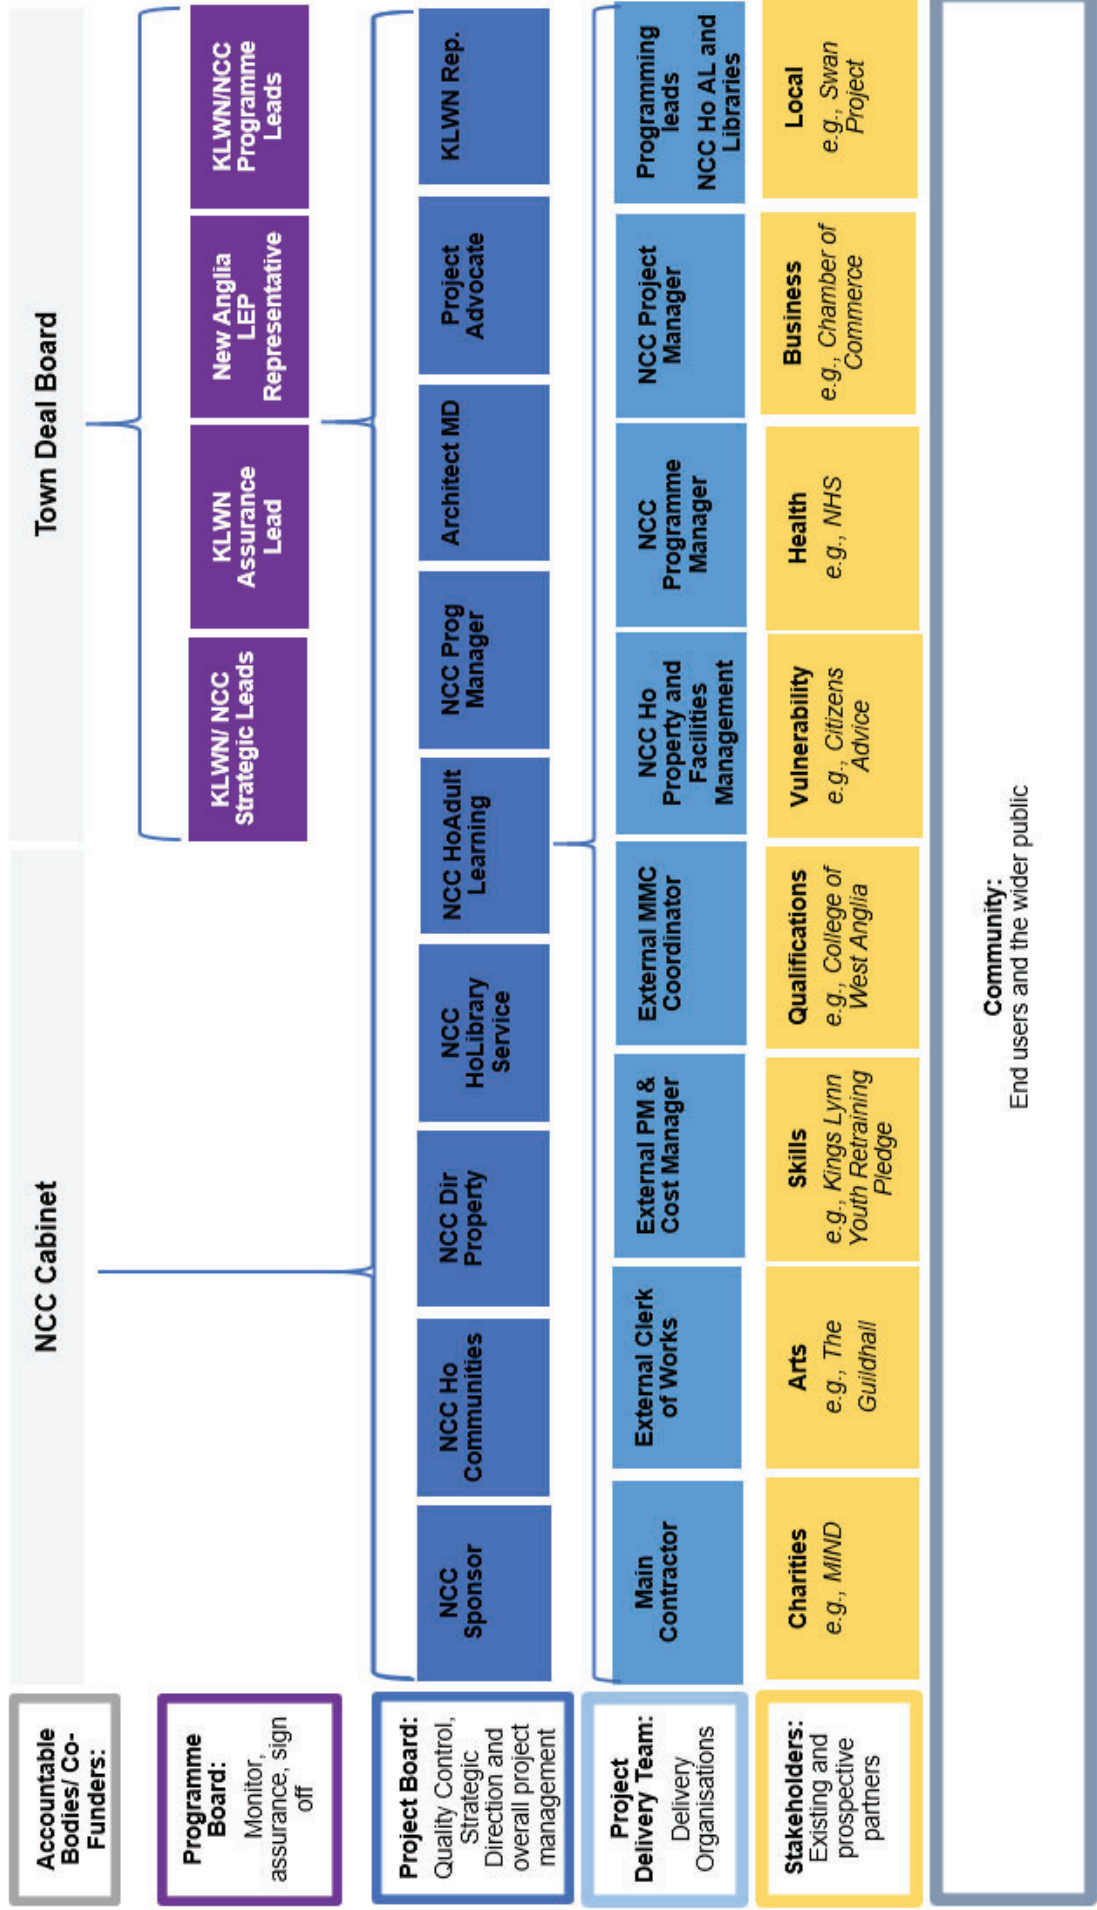 Accountable
Bodies/ Co-
Funders:
NCC Cabinet
Town Deal Board
Programme
Board:
Monitor,
assurance, sign
off
KLWN/ NCC
Strategic Leads
KLWN
Assurance
Lead
New Anglia
LEP
Representative
KLWN/NCC
Programme
Leads
Project Board:
Quality Control,
Strategic
Direction and
overall project
management
NCC
Sponsor
NCC Ho
Communities
NCC Dir
Property
NCC
HoLibrary
Service
NCC HoAdult
Learning
NCC Prog
Manager
Architect MD
Project
Advocate
KLWN Rep.
Project
Delivery Team:
Delivery
Organisations
Main
Contractor
External Clerk
of Works
External PM &
Cost Manager
External MMC
Coordinator
NCC Ho
Property and
Facilities
Management
NCC
Programme
Manager
NCC Project
Manager
Programming
leads
NCC Ho AL and
Libraries
Stakeholders:
Existing and
prospective
partners
Charities
e.g., MIND
Arts
e.g., The
Guildhall
Skills
e.g., Kings Lynn
Youth Retraining
Pledge
Qualifications
e.g., College of
West Anglia
Vulnerability
e.g., Citizens
Advice
Health
e.g., NHS
Business
e.g., Chamber of
Commerce
Local
e.g., Swan
Project
Community:
End users and the wider public